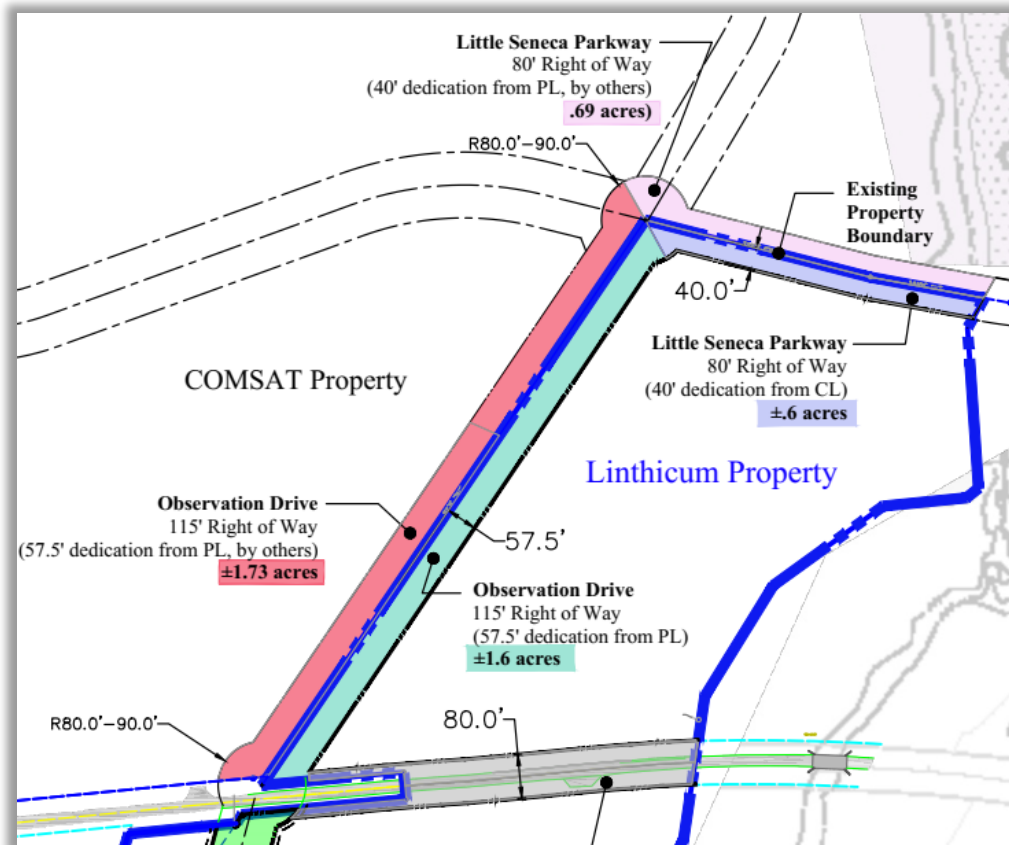 Little Seneca Parkway
80' Right of Way
(40' dedication from PL, by others)
.69 acres)
R80.0'-90.0'
Existing
Property
Boundary
40.0'
Little Seneca Parkway
80' Right of Way
(40' dedication from CL)
±.6 acres
COMSAT Property
Linthicum Property
Observation Drive
115' Right of Way
(57.5' dedication from PL, by others)
±1.73 acres
57.5'
Observation Drive
115' Right of Way
(57.5' dedication from PL)
±1.6 acres
R80.0'-90.0'
80.0'